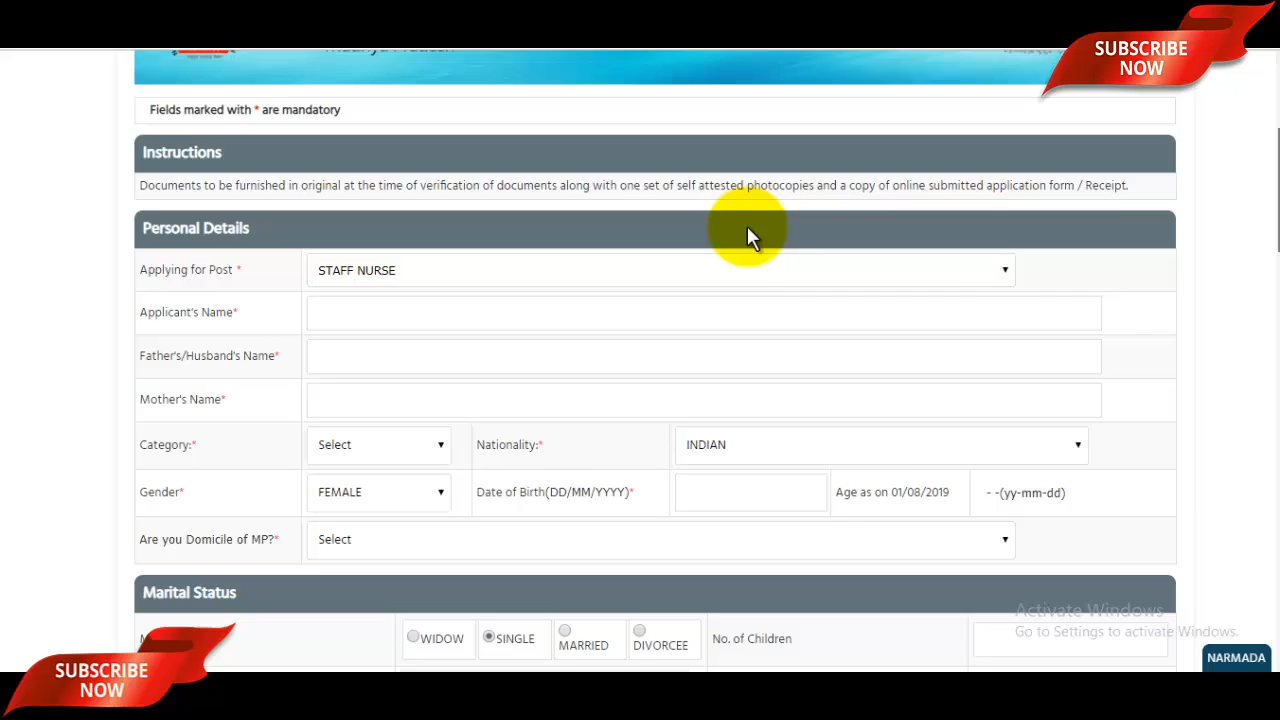 SUBSCRIBE
NOW
Fields marked with * are mandatory
Instructions
Documents to be furnished in original at the time of verification of documents along with one set of self attested photocopies and a copy of online submitted application form / Receipt.
Personal Details
Applying for Post * STAFF NURSE
Applicant's Name*
Father's/Husband's Name*
Mother's Name*
Category:* Select Nationality:* INDIAN
Gender* FEMALE Date of Birth(DD/MM/YYYY)* Age as on 01/08/2019 - -(yy-mm-dd)
Are you Domicile of MP?* Select
Marital Status
WIDOW SINGLE MARRIED DIVORCEE No. of Children
Activate Windows
Go to Settings to activate Windows.
NARMADA
SUBSCRIBE
NOW